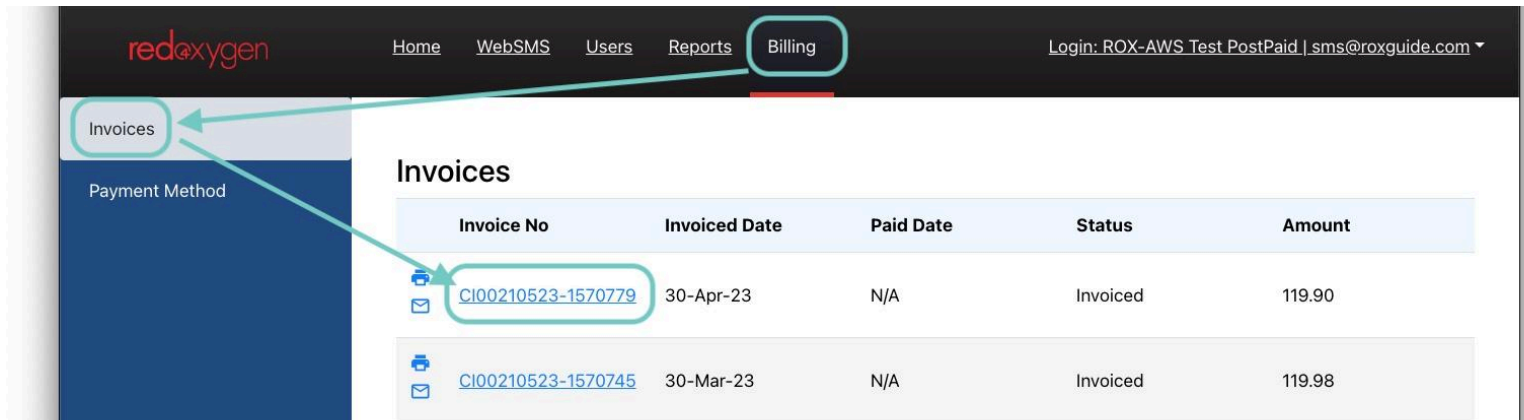 redoxygen
Home WebSMS Users Reports Billing Login: ROX-AWS Test PostPaid | sms@roxguide.com
Invoices
Payment Method
Invoices
Invoice No Invoiced Date Paid Date Status Amount
CI00210523-1570779 30-Apr-23 N/A Invoiced 119.90
CI00210523-1570745 30-Mar-23 N/A Invoiced 119.98